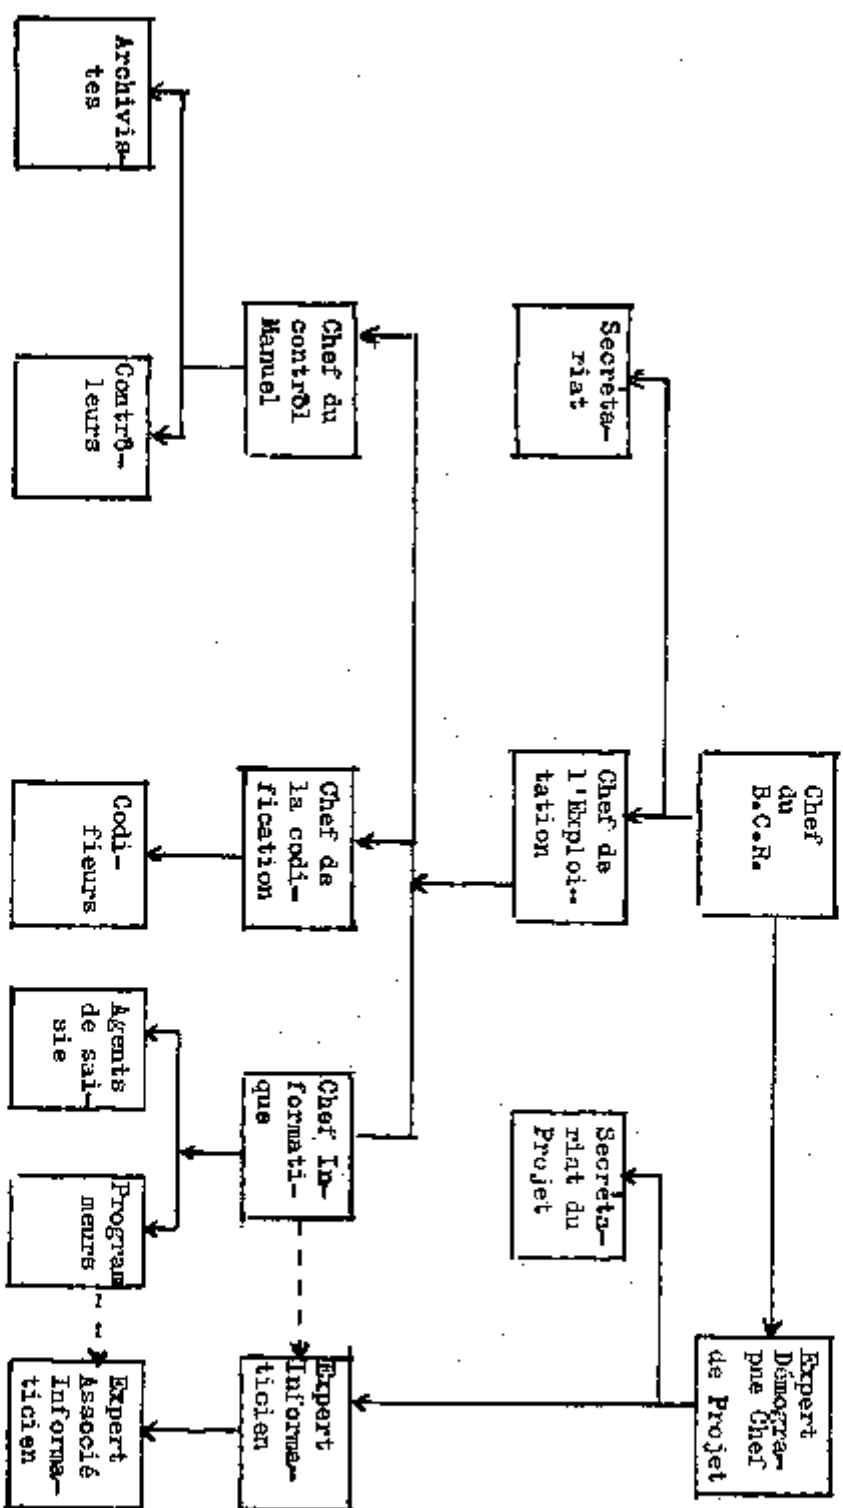 Chef
du
B.C.R.
Expert
Démogra-
phe Chef
de Projet
Secréta-
riat
Chef de
l'Exploi-
tation
Secréta-
riat du
Projet
Chef du
contrôl
Manuel
Chef de
la codi-
fication
Chef In-
formati-
que
Expert
Informa-
ticien
Archivis-
tes
Contrô-
leurs
Codi-
fieurs
Agents
de sai-
sie
Program
meurs
Expert
Associé
Informa-
ticien